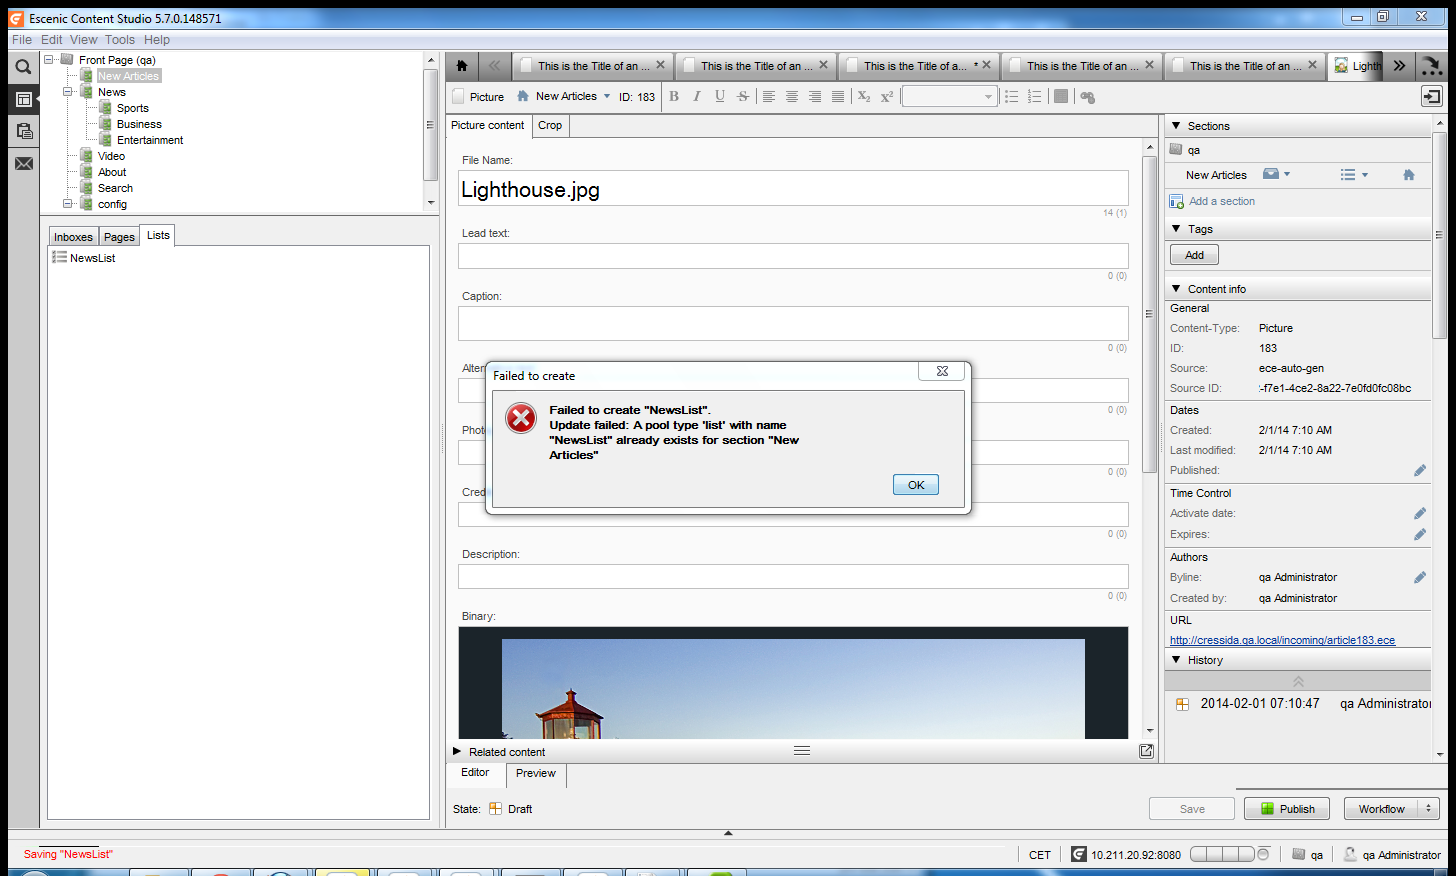 Escenic Content Studio 5.7.0.148571
File Edit View Tools Help
Front Page (qa)
New Articles
News
Sports
Business
Entertainment
Video
About
Search
config
Inboxes Pages Lists
NewsList
This is the Title of an ...
This is the Title of an ...
This is the Title of a... *
This is the Title of an ...
This is the Title of an ...
Lighth
Picture New Articles ID: 183 B I U S X2 X2
Picture content Crop
File Name:
Lighthouse.jpg
14 (1)
Lead text:
0 (0)
Caption:
0 (0)
Alter
0 (0)
Photo
0 (0)
Cred
0 (0)
Description:
0 (0)
Binary:
Failed to create
Failed to create "NewsList".
Update failed: A pool type 'list' with name
"NewsList" already exists for section "New
Articles"
OK
Related content
Editor Preview
State: Draft
Save Publish Workflow
Sections
qa
New Articles
Add a section
Tags
Add
Content info
General
Content-Type: Picture
ID: 183
Source: ece-auto-gen
Source ID: :-f7e1-4ce2-8a22-7e0fd0fc08bc
Dates
Created: 2/1/14 7:10 AM
Last modified: 2/1/14 7:10 AM
Published:
Time Control
Activate date:
Expires:
Authors
Byline: qa Administrator
Created by: qa Administrator
URL
http://cressida.qa.local/incoming/article183.ece
History
2014-02-01 07:10:47 qa Administrator
Saving "NewsList"
CET 10.211.20.92:8080 qa qa Administrator